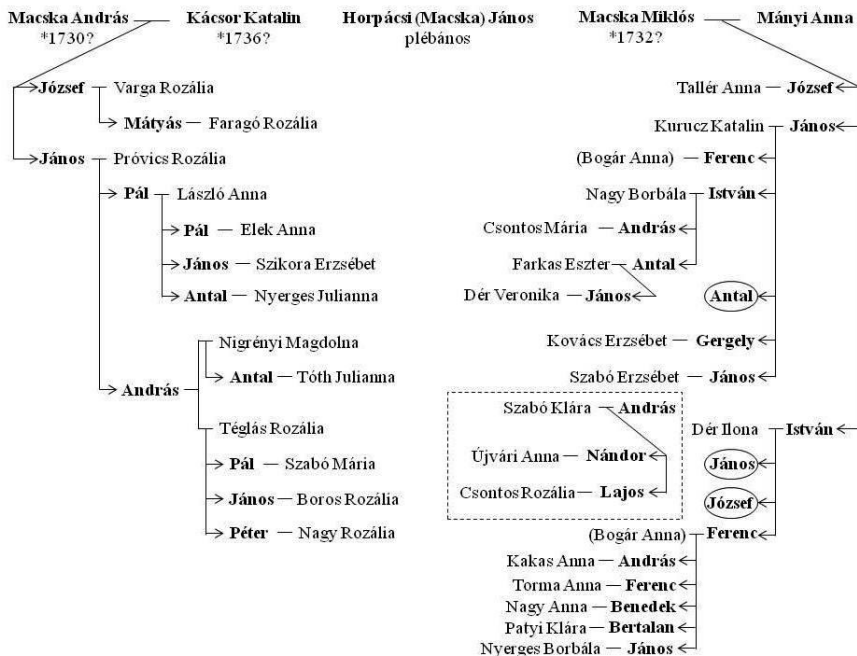 Macska András — Kácsor Katalin Horpácsi (Macska) János Macska Miklós — Mányi Anna
*1730? *1736? plébános *1732?
József — Varga Rozália
Mátyás — Faragó Rozália
János — Próvics Rozália
Pál — László Anna
Pál — Elek Anna
János — Szikora Erzsébet
Antal — Nyerges Julianna
Nigrényi Magdolna
Antal — Tóth Julianna
András
Téglás Rozália
Pál — Szabó Mária
János — Boros Rozália
Péter — Nagy Rozália
Tallér Anna — József
Kurucz Katalin — János
(Bogár Anna) — Ferenc
Nagy Borbála — István
Csontos Mária — András
Farkas Eszter — Antal
Dér Veronika — János
Antal
Kovács Erzsébet — Gergely
Szabó Erzsébet — János
Szabó Klára — András
Újvári Anna — Nándor
Csontos Rozália — Lajos
Dér Ilona — István
János
József
(Bogár Anna) — Ferenc
Kakas Anna — András
Torma Anna — Ferenc
Nagy Anna — Benedek
Patyi Klára — Bertalan
Nyerges Borbála — János